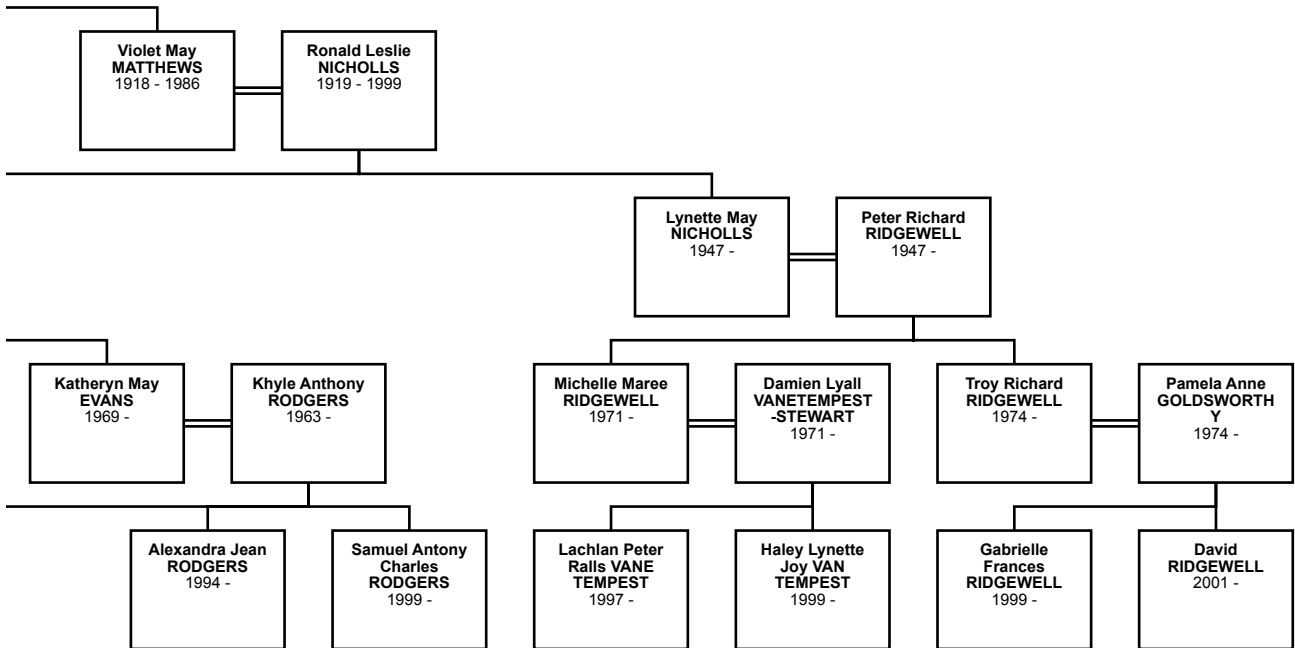 Violet May
MATTHEWS
1918 - 1986
Ronald Leslie
NICHOLLS
1919 - 1999
Lynette May
NICHOLLS
1947 -
Peter Richard
RIDGEWELL
1947 -
Katheryn May
EVANS
1969 -
Khyle Anthony
RODGERS
1963 -
Michelle Maree
RIDGEWELL
1971 -
Damien Lyall
VANETEMPEST
-STEWART
1971 -
Troy Richard
RIDGEWELL
1974 -
Pamela Anne
GOLDSWORTH
Y
1974 -
Alexandra Jean
RODGERS
1994 -
Samuel Antony
Charles
RODGERS
1999 -
Lachlan Peter
Ralls VANE
TEMPEST
1997 -
Haley Lynette
Joy VAN
TEMPEST
1999 -
Gabrielle
Frances
RIDGEWELL
1999 -
David
RIDGEWELL
2001 -